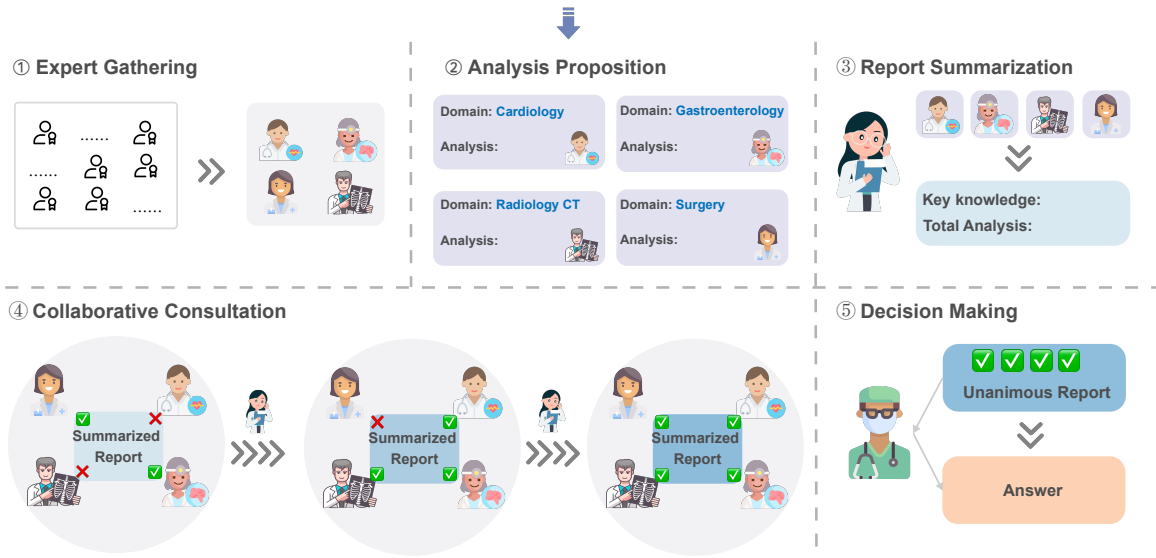 ① Expert Gathering
......
......
......
② Analysis Proposition
Domain: Cardiology
Analysis:
Domain: Gastroenterology
Analysis:
Domain: Radiology CT
Analysis:
Domain: Surgery
Analysis:
③ Report Summarization
Key knowledge:
Total Analysis:
④ Collaborative Consultation
Summarized
Report
Summarized
Report
Summarized
Report
⑤ Decision Making
Unanimous Report
Answer